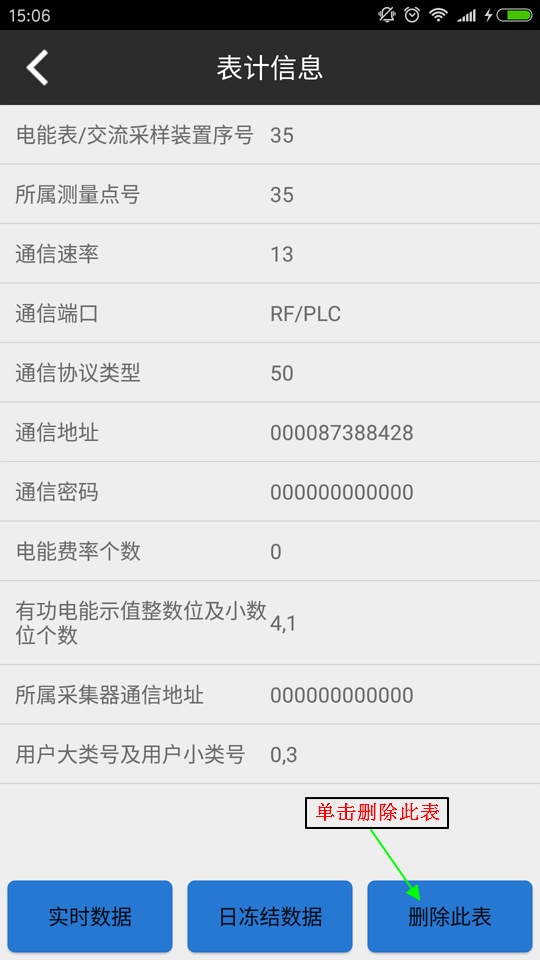 15:06
表计信息
电能表/交流采样装置序号 35
所属测量点号 35
通信速率 13
通信端口 RF/PLC
通信协议类型 50
通信地址 000087388428
通信密码 000000000000
电能费率个数 0
有功电能示值整数位及小数
位个数 4,1
所属采集器通信地址 000000000000
用户大类号及用户小类号 0,3
单击删除此表
实时数据 日冻结数据 删除此表